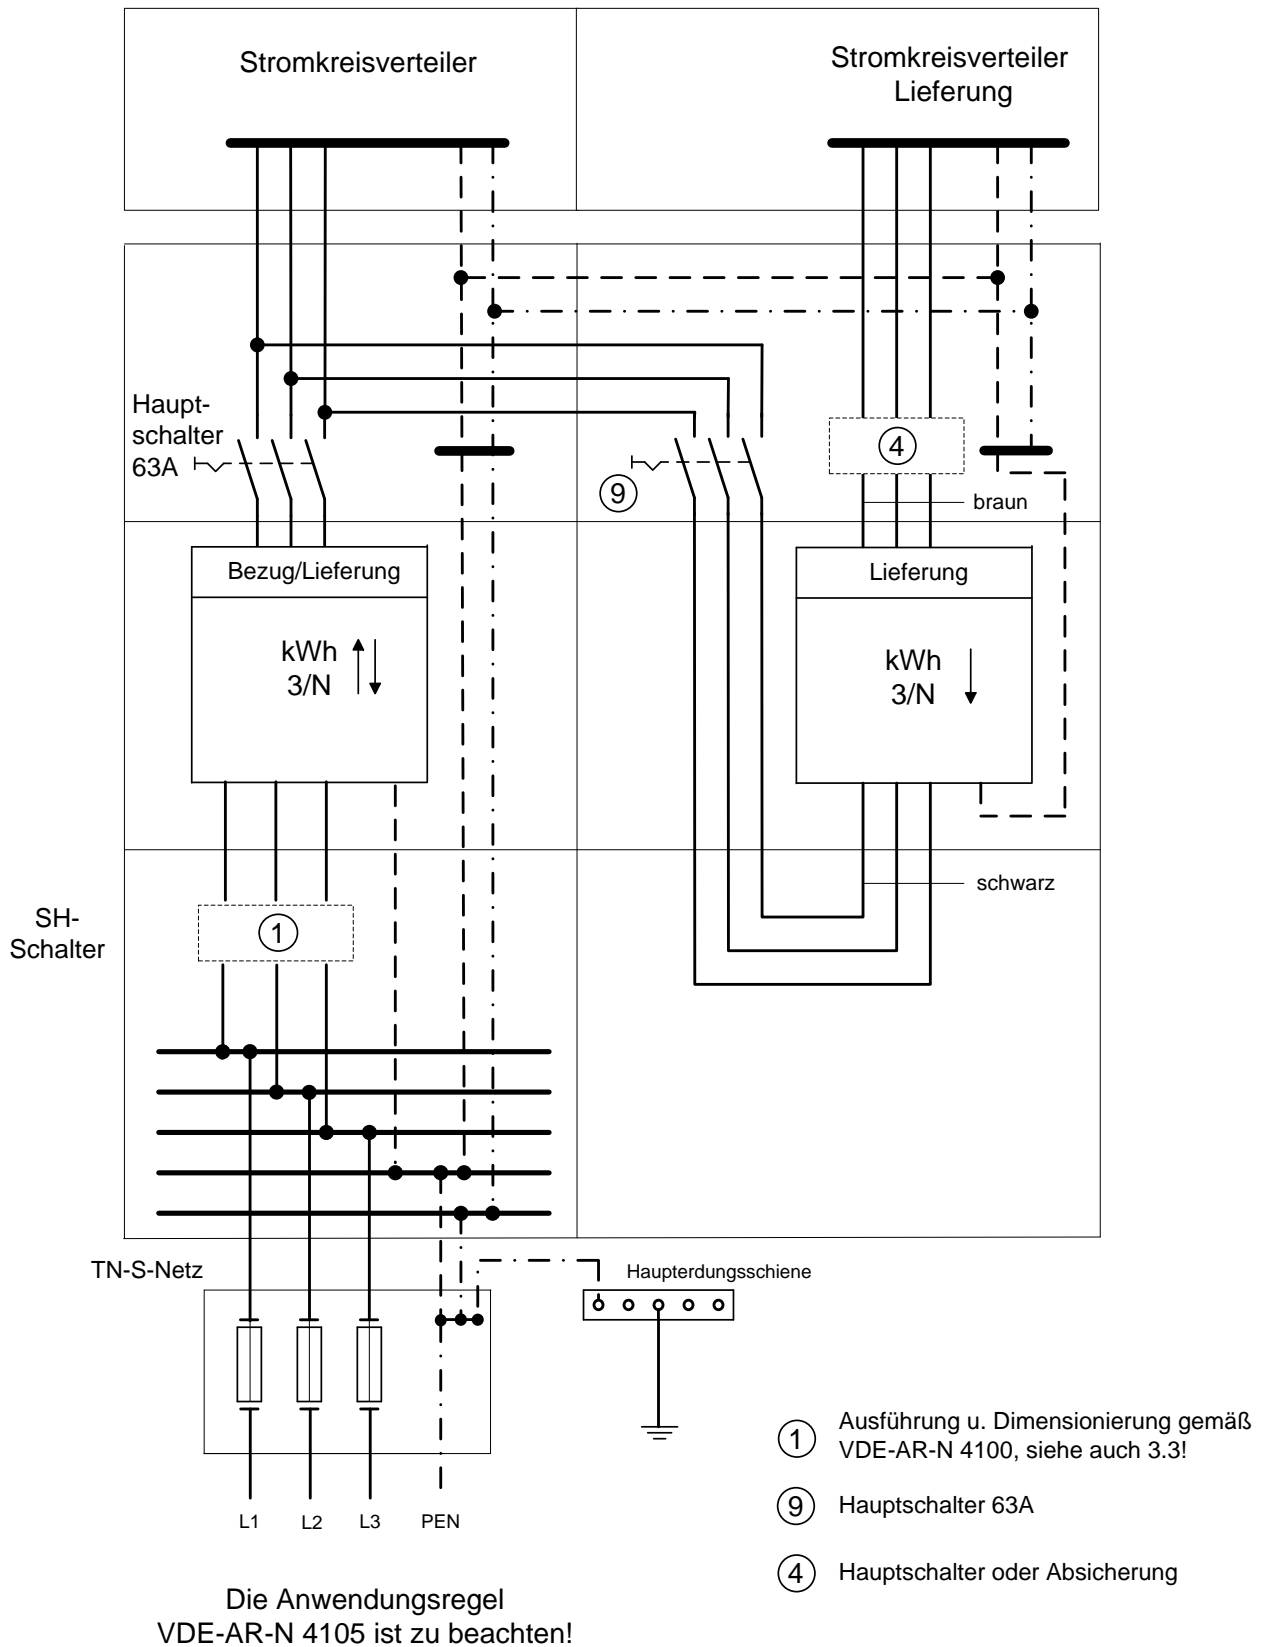 Stromkreisverteiler
Stromkreisverteiler
Lieferung
Haupt-
schalter
63A
4
9
braun
Bezug/Lieferung
Lieferung
kWh
3/N
kWh
3/N
schwarz
SH-
Schalter
1
TN-S-Netz
Haupterdungsschiene
L1 L2 L3 PEN
1 Ausführung u. Dimensionierung gemäß
VDE-AR-N 4100, siehe auch 3.3!
9 Hauptschalter 63A
4 Hauptschalter oder Absicherung
Die Anwendungsregel
VDE-AR-N 4105 ist zu beachten!